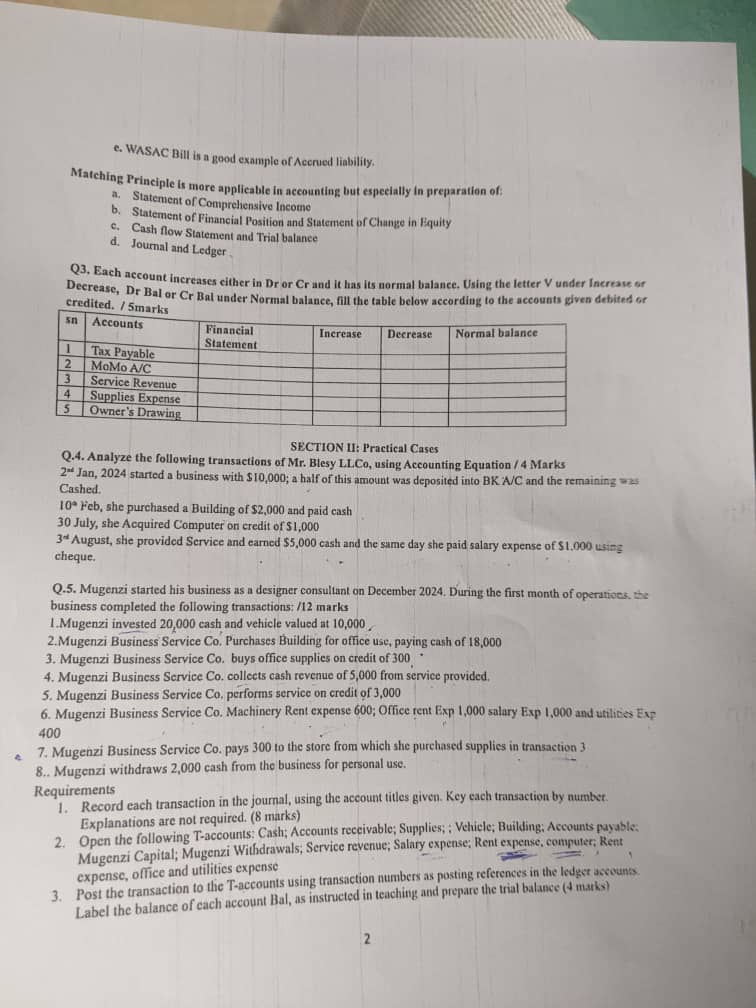 e. WASAC Bill is a good example of Accrued liability.
Matching Principle is more applicable in accounting but especially in preparation of:
a. Statement of Comprehensive Income
b. Statement of Financial Position and Statement of Change in Equity
c. Cash flow Statement and Trial balance
d. Journal and Ledger
Q3. Each account increases either in Dr or Cr and it has its normal balance. Using the letter V under Increase or
Decrease, Dr Bal or Cr Bal under Normal balance, fill the table below according to the accounts given debited or
credited. / 5marks
sn Accounts Financial Statement Increase Decrease Normal balance
1 Tax Payable
2 MoMo A/C
3 Service Revenue
4 Supplies Expense
5 Owner's Drawing
SECTION II: Practical Cases
Q.4. Analyze the following transactions of Mr. Blesy LLCo, using Accounting Equation / 4 Marks
2nd Jan, 2024 started a business with $10,000; a half of this amount was deposited into BK A/C and the remaining was
Cashed.
10th Feb, she purchased a Building of $2,000 and paid cash
30 July, she Acquired Computer on credit of $1,000
3rd August, she provided Service and earned $5,000 cash and the same day she paid salary expense of $1.000 using
cheque.
Q.5. Mugenzi started his business as a designer consultant on December 2024. During the first month of operations, the
business completed the following transactions: /12 marks
1.Mugenzi invested 20,000 cash and vehicle valued at 10,000
2.Mugenzi Business Service Co. Purchases Building for office use, paying cash of 18,000
3. Mugenzi Business Service Co. buys office supplies on credit of 300
4. Mugenzi Business Service Co. collects cash revenue of 5,000 from service provided.
5. Mugenzi Business Service Co. performs service on credit of 3,000
6. Mugenzi Business Service Co. Machinery Rent expense 600; Office rent Exp 1,000 salary Exp 1,000 and utilities Exp
400
7. Mugenzi Business Service Co. pays 300 to the store from which she purchased supplies in transaction 3
8.. Mugenzi withdraws 2,000 cash from the business for personal use.
Requirements
1. Record each transaction in the journal, using the account titles given. Key each transaction by number.
Explanations are not required. (8 marks)
2. Open the following T-accounts: Cash; Accounts receivable; Supplies; ; Vehicle; Building; Accounts payable;
Mugenzi Capital; Mugenzi Withdrawals; Service revenue; Salary expense; Rent expense, computer; Rent
expense, office and utilities expense
3. Post the transaction to the T-accounts using transaction numbers as posting references in the ledger accounts.
Label the balance of each account Bal, as instructed in teaching and prepare the trial balance (4 marks)
2